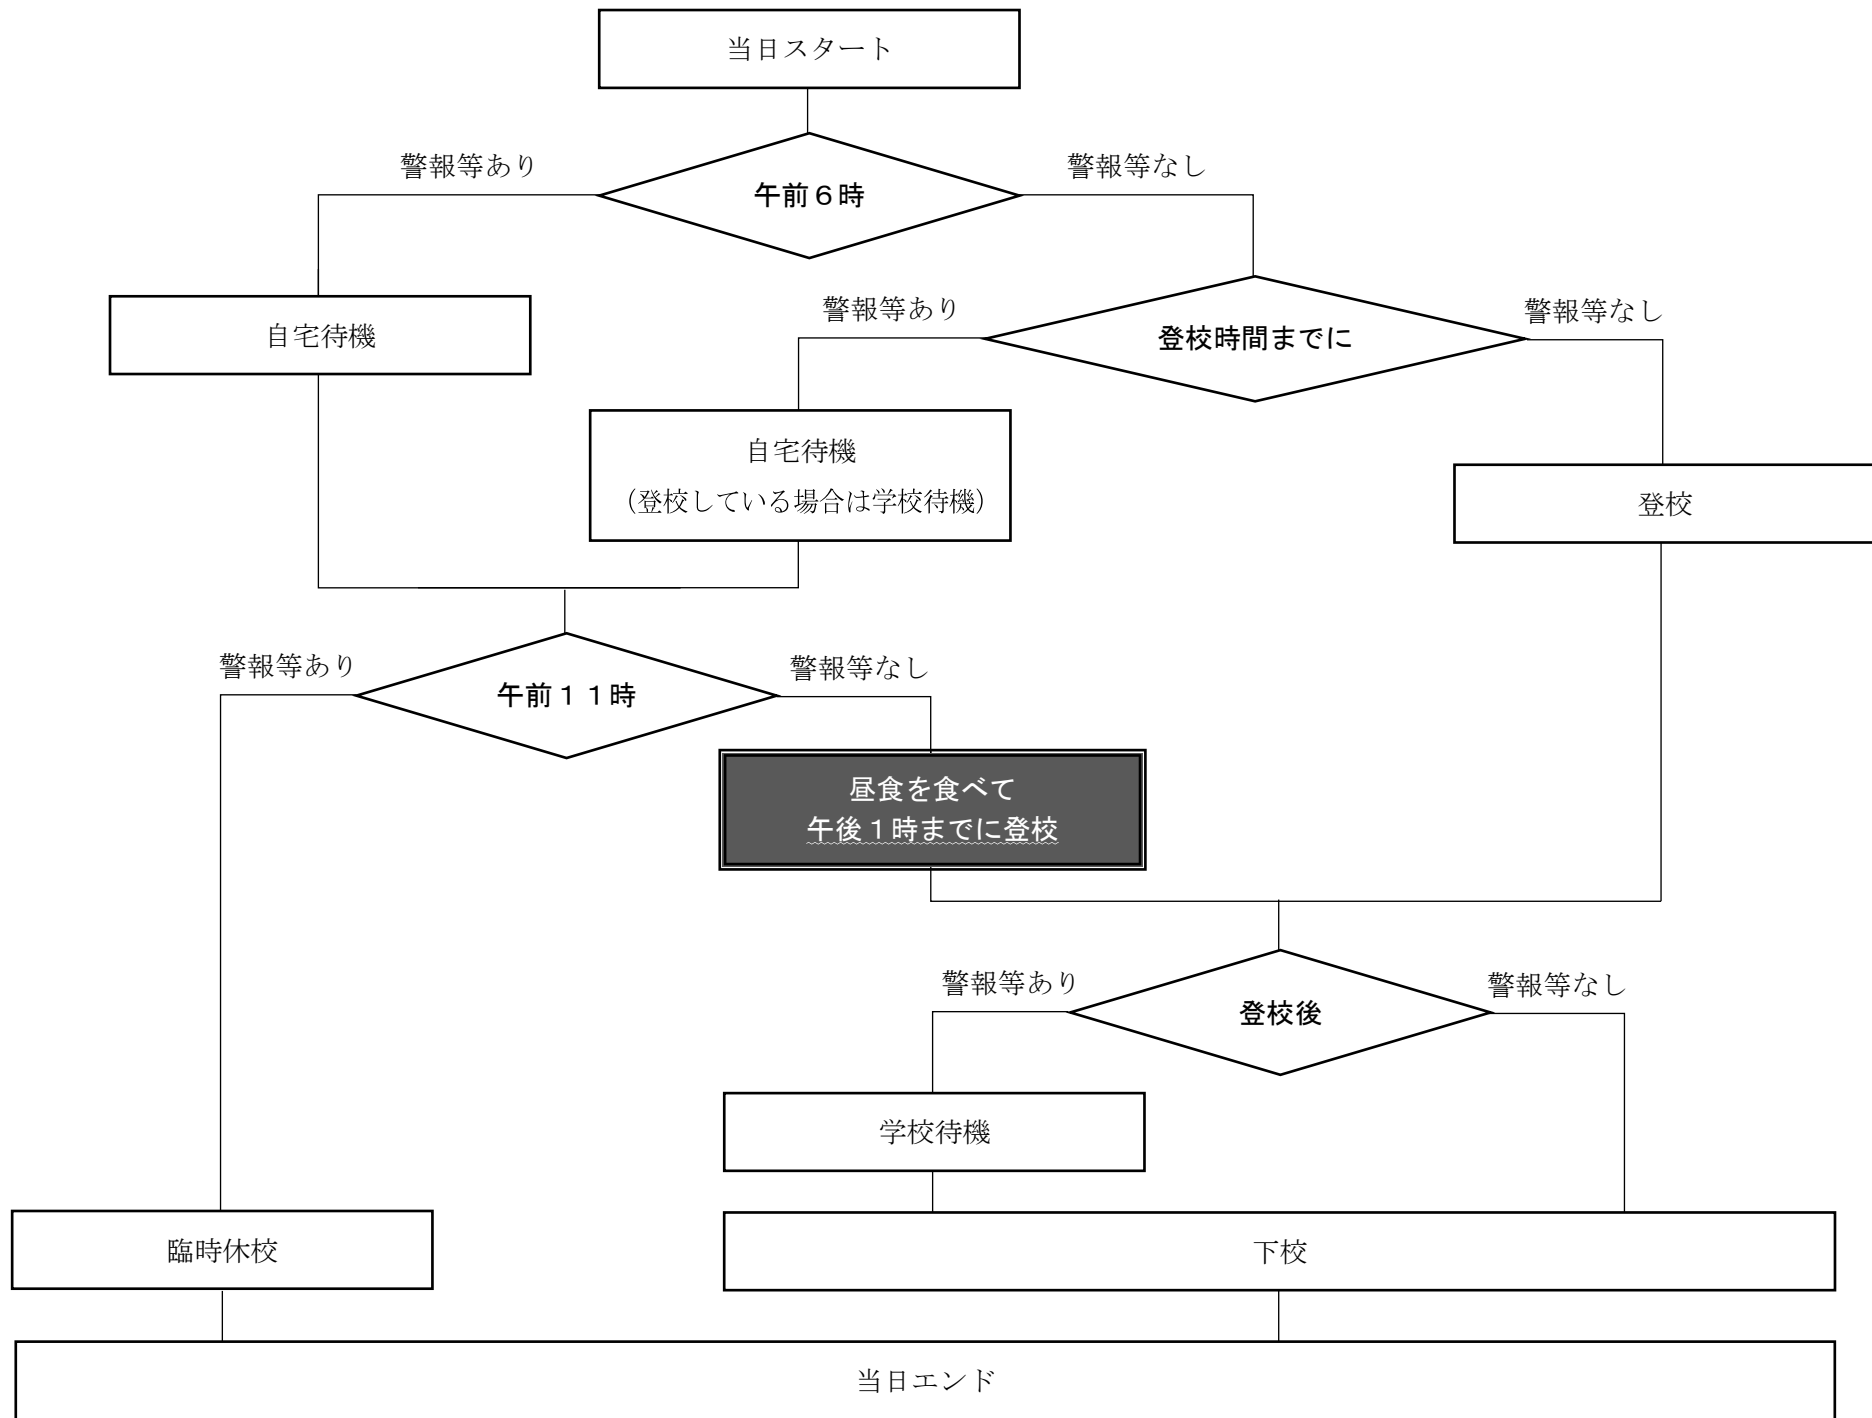 当日スタート
警報等あり
警報等なし
午前６時
警報等あり
警報等なし
自宅待機
登校時間までに
自宅待機
（登校している場合は学校待機）
登校
警報等あり
警報等なし
午前１１時
昼食を食べて
午後１時までに登校
警報等あり
警報等なし
登校後
学校待機
臨時休校
下校
当日エンド